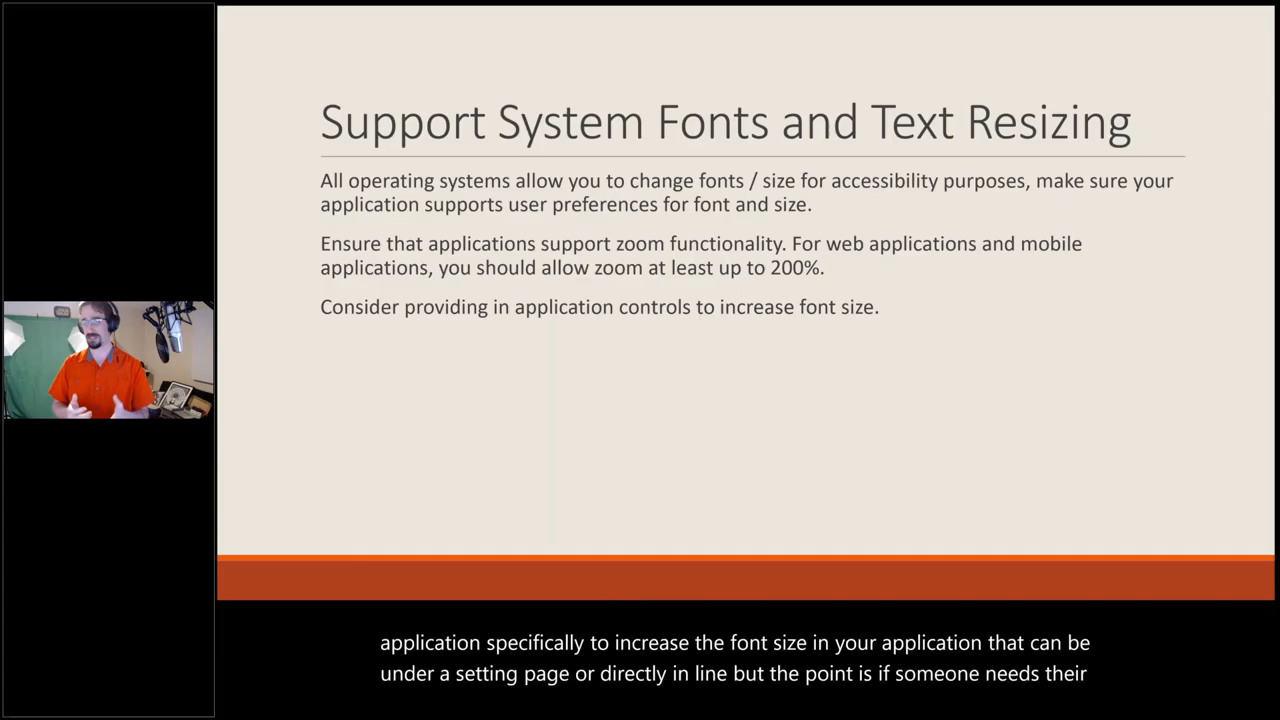 Support System Fonts and Text Resizing
All operating systems allow you to change fonts / size for accessibility purposes, make sure your
application supports user preferences for font and size.
Ensure that applications support zoom functionality. For web applications and mobile
applications, you should allow zoom at least up to 200%.
Consider providing in application controls to increase font size.
application specifically to increase the font size in your application that can be
under a setting page or directly in line but the point is if someone needs their